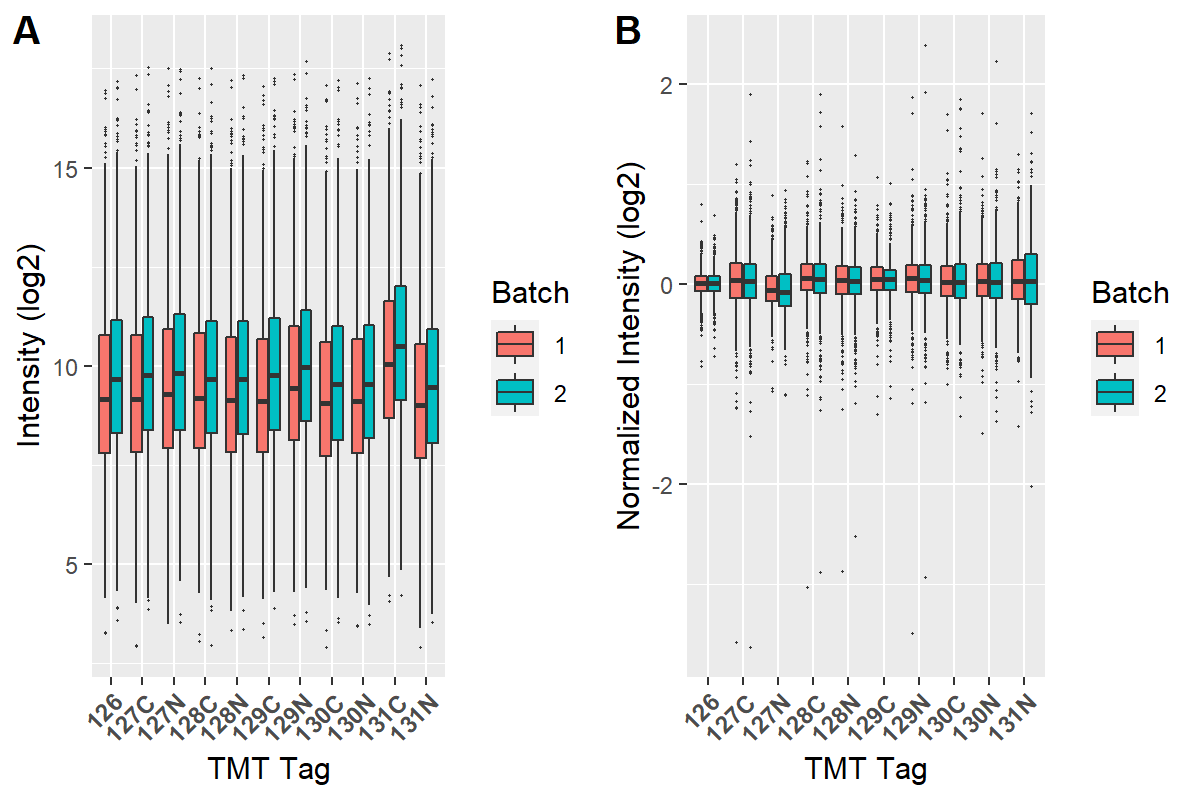 A
Intensity (log2)
15
10
5
126
127C
127N
128C
128N
129C
129N
130C
130N
131C
131N
TMT Tag
Batch
1
2
B
Normalized Intensity (log2)
2
0
-2
126
127C
127N
128C
128N
129C
129N
130C
130N
131N
TMT Tag
Batch
1
2